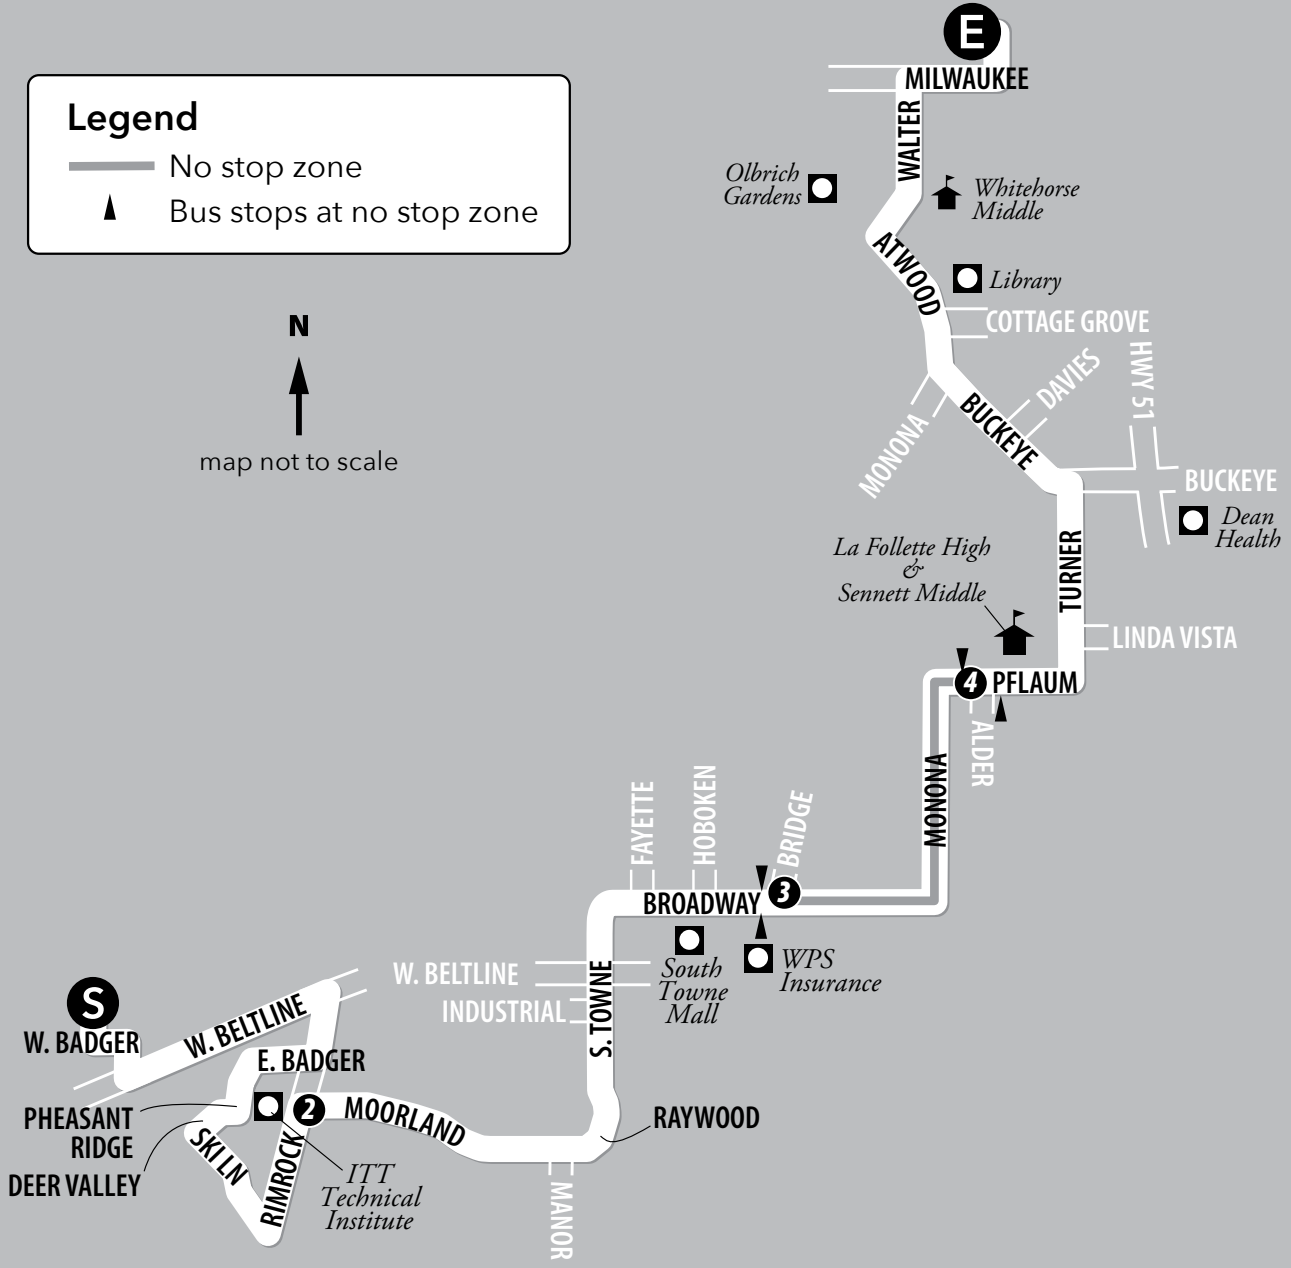 E
MILWAUKEE
Legend
No stop zone
Bus stops at no stop zone
WALTER
Olbrich
Gardens
Whitehorse
Middle
ATWOOD
Library
COTTAGE GROVE
N
map not to scale
HWY 51
DAVIES
BUCKEYE
MONONA
BUCKEYE
Dean
Health
La Follette High
&
Sennett Middle
TURNER
LINDA VISTA
4
PFLAUM
ALDER
MONONA
FAYETTE
HOBOKEN
BRIDGE
3
BROADWAY
South
Towne
Mall
WPS
Insurance
W. BELTLINE
INDUSTRIAL
S. TOWNE
S
W. BADGER
W. BELTLINE
E. BADGER
2
MOORLAND
RAYWOOD
PHEASANT
RIDGE
DEER VALLEY
SKI LN
RIMROCK
ITT
Technical
Institute
MANOR